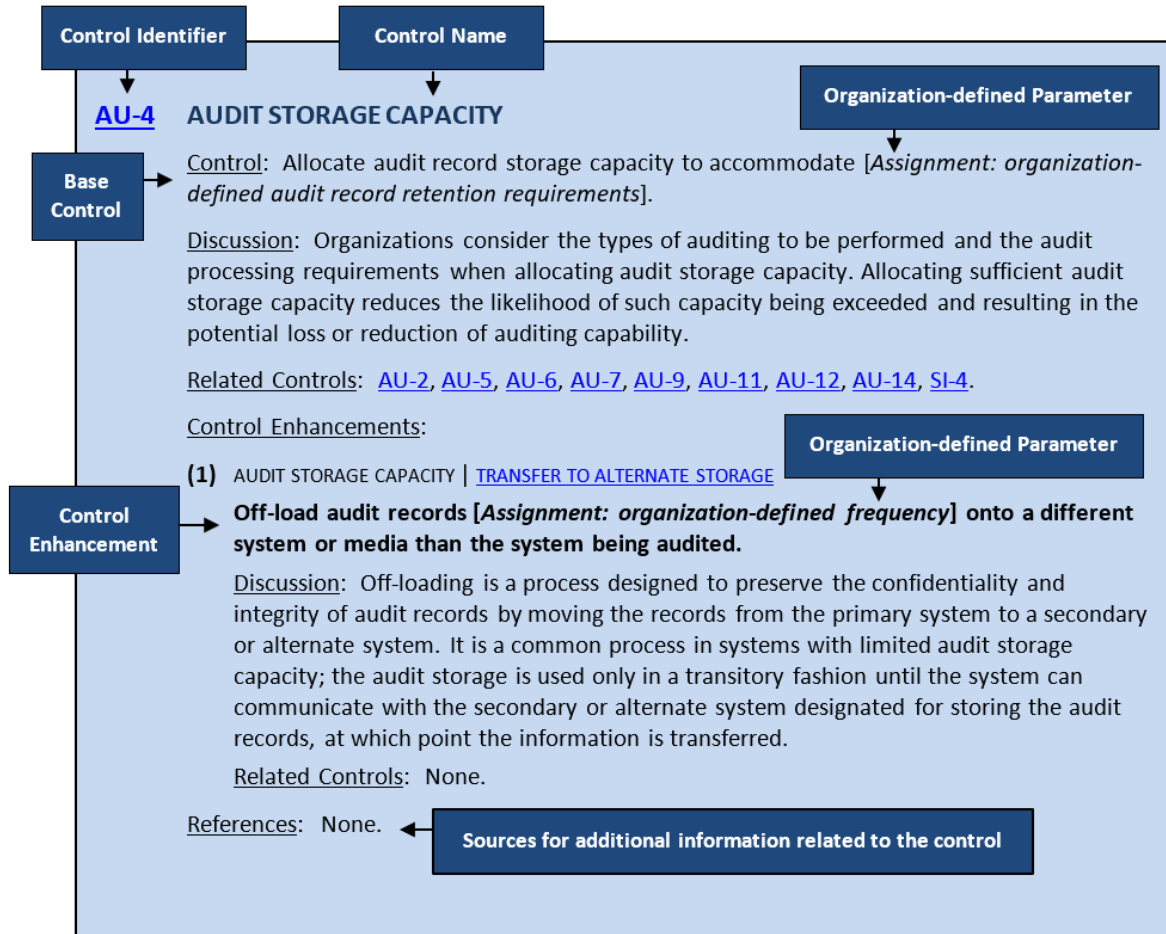 Control Identifier
Control Name
Organization-defined Parameter
AU-4 AUDIT STORAGE CAPACITY
Base
Control
Control: Allocate audit record storage capacity to accommodate [Assignment: organization-
defined audit record retention requirements].
Discussion: Organizations consider the types of auditing to be performed and the audit
processing requirements when allocating audit storage capacity. Allocating sufficient audit
storage capacity reduces the likelihood of such capacity being exceeded and resulting in the
potential loss or reduction of auditing capability.
Related Controls: AU-2, AU-5, AU-6, AU-7, AU-9, AU-11, AU-12, AU-14, SI-4.
Control Enhancements:
Organization-defined Parameter
(1) AUDIT STORAGE CAPACITY | TRANSFER TO ALTERNATE STORAGE
Control
Enhancement
Off-load audit records [Assignment: organization-defined frequency] onto a different
system or media than the system being audited.
Discussion: Off-loading is a process designed to preserve the confidentiality and
integrity of audit records by moving the records from the primary system to a secondary
or alternate system. It is a common process in systems with limited audit storage
capacity; the audit storage is used only in a transitory fashion until the system can
communicate with the secondary or alternate system designated for storing the audit
records, at which point the information is transferred.
Related Controls: None.
References: None.
Sources for additional information related to the control